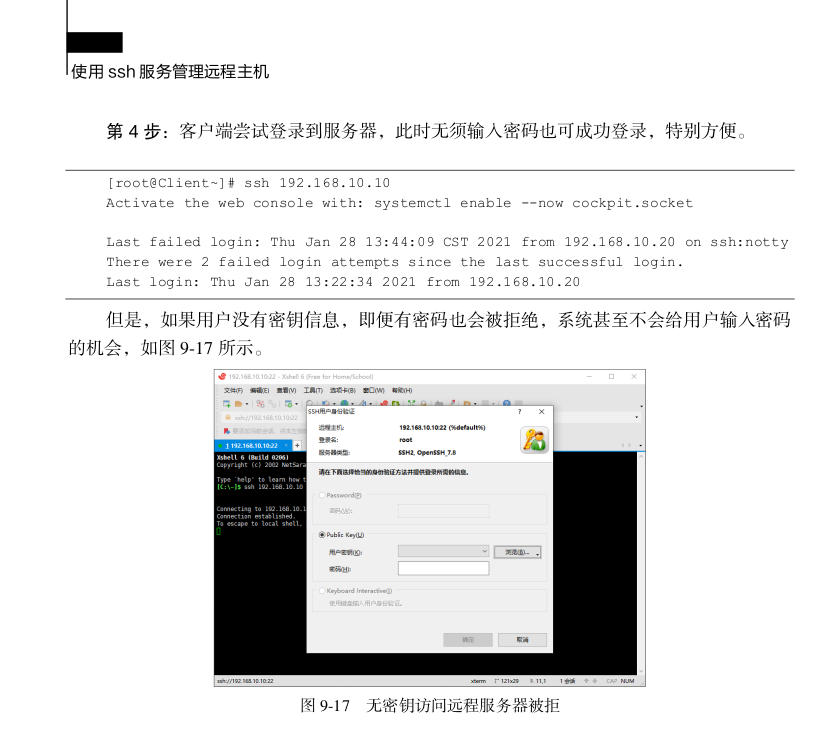 使用 ssh 服务管理远程主机
第 4 步：客户端尝试登录到服务器，此时无须输入密码也可成功登录，特别方便。
[root@Client~]# ssh 192.168.10.10
Activate the web console with: systemctl enable --now cockpit.socket
Last failed login: Thu Jan 28 13:44:09 CST 2021 from 192.168.10.20 on ssh:notty
There were 2 failed login attempts since the last successful login.
Last login: Thu Jan 28 13:22:34 2021 from 192.168.10.20
但是，如果用户没有密钥信息，即便有密码也会被拒绝，系统甚至不会给用户输入密码
的机会，如图 9-17 所示。
192.168.10.10:22 - Xshell 6 (Free for Home/School)
文件(F) 编辑(E) 查看(V) 工具(T) 选项卡(B) 窗口(W) 帮助(H)
ssh://192.168.10.10:22
1 192.168.10.10:22
Xshell 6 (Build 0206)
Copyright (c) 2002 NetSara
Type `help' to learn how t
[C:\~]$ ssh 192.168.10.10
Connecting to 192.168.10.1
Connection established.
To escape to local shell,
SSH用户身份验证
远程主机: 192.168.10.10:22 (%default%)
登录名: root
服务器类型: SSH2, OpenSSH_7.8
请在下面选择恰当的身份验证方法并提供登录所需的信息。
Password(P)
密码(W):
Public Key(U)
用户密钥(K): 浏览(B)...
密码(H):
Keyboard Interactive(I)
使用键盘输入用户身份验证。
确定 取消
ssh://192.168.10.10:22 xterm 121x29 11,1 1 会话 CAP NUM
图 9-17 无密钥访问远程服务器被拒